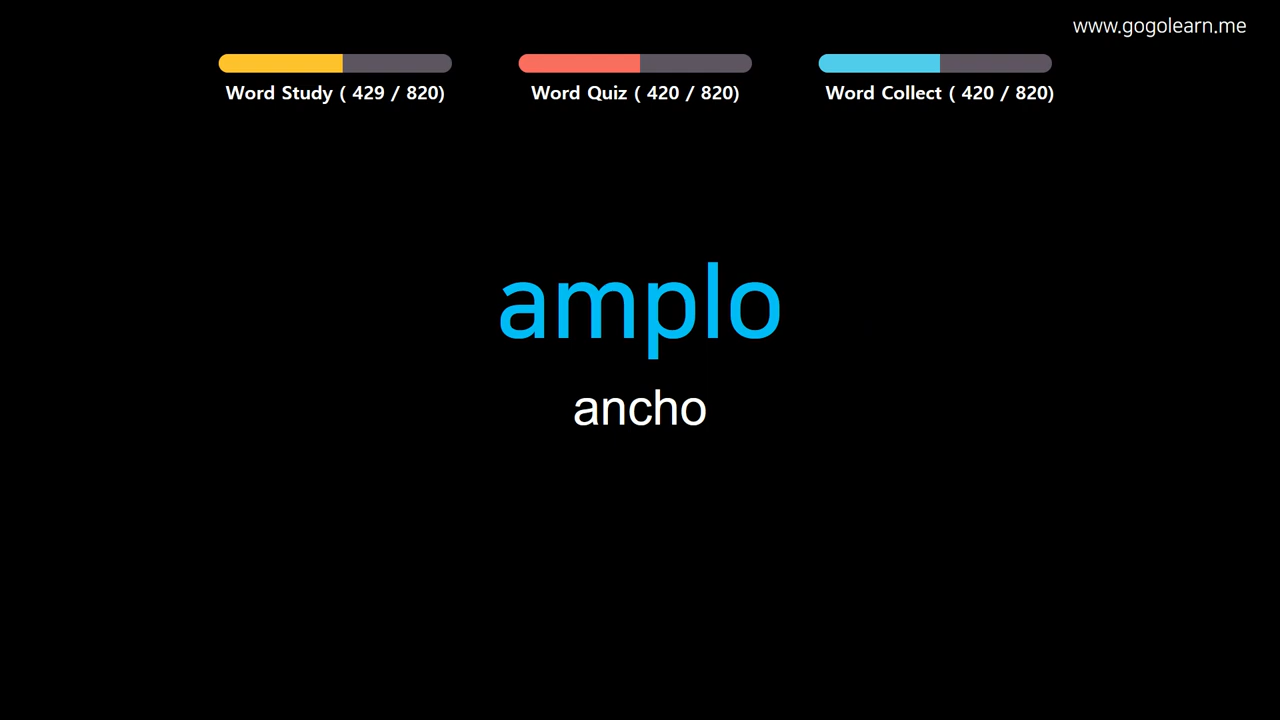 www.gogolearn.me
Word Study ( 429 / 820)
Word Quiz ( 420 / 820)
Word Collect ( 420 / 820)
amplo
ancho